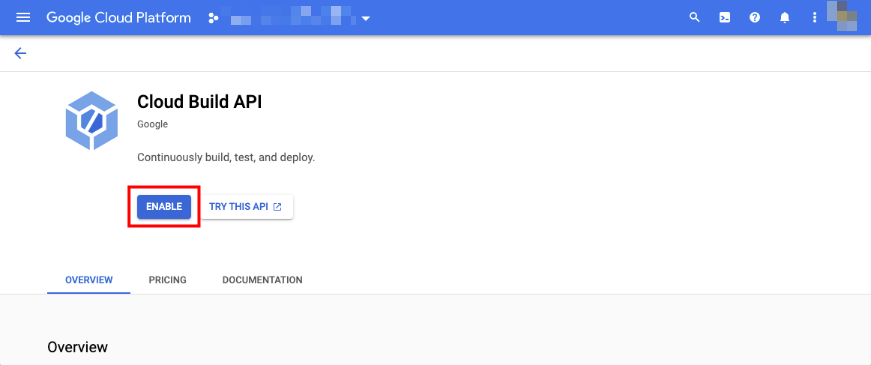 Google Cloud Platform
Cloud Build API
Google
Continuously build, test, and deploy.
ENABLE TRY THIS API
OVERVIEW PRICING DOCUMENTATION
Overview